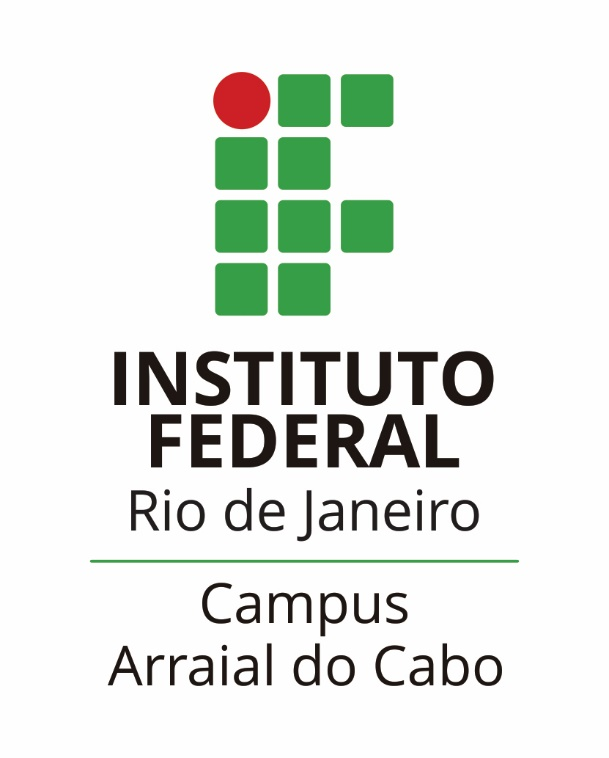 INSTITUTO
FEDERAL
Rio de Janeiro
Campus
Arraial do Cabo